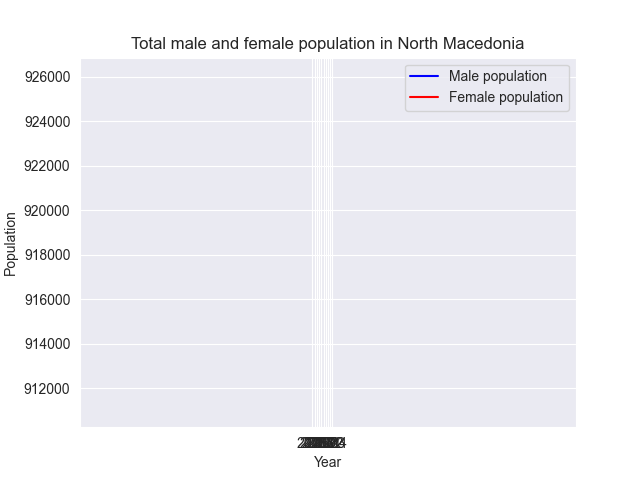 Total male and female population in North Macedonia
Male population
Female population
926000
924000
922000
920000
918000
916000
914000
912000
Population
Year